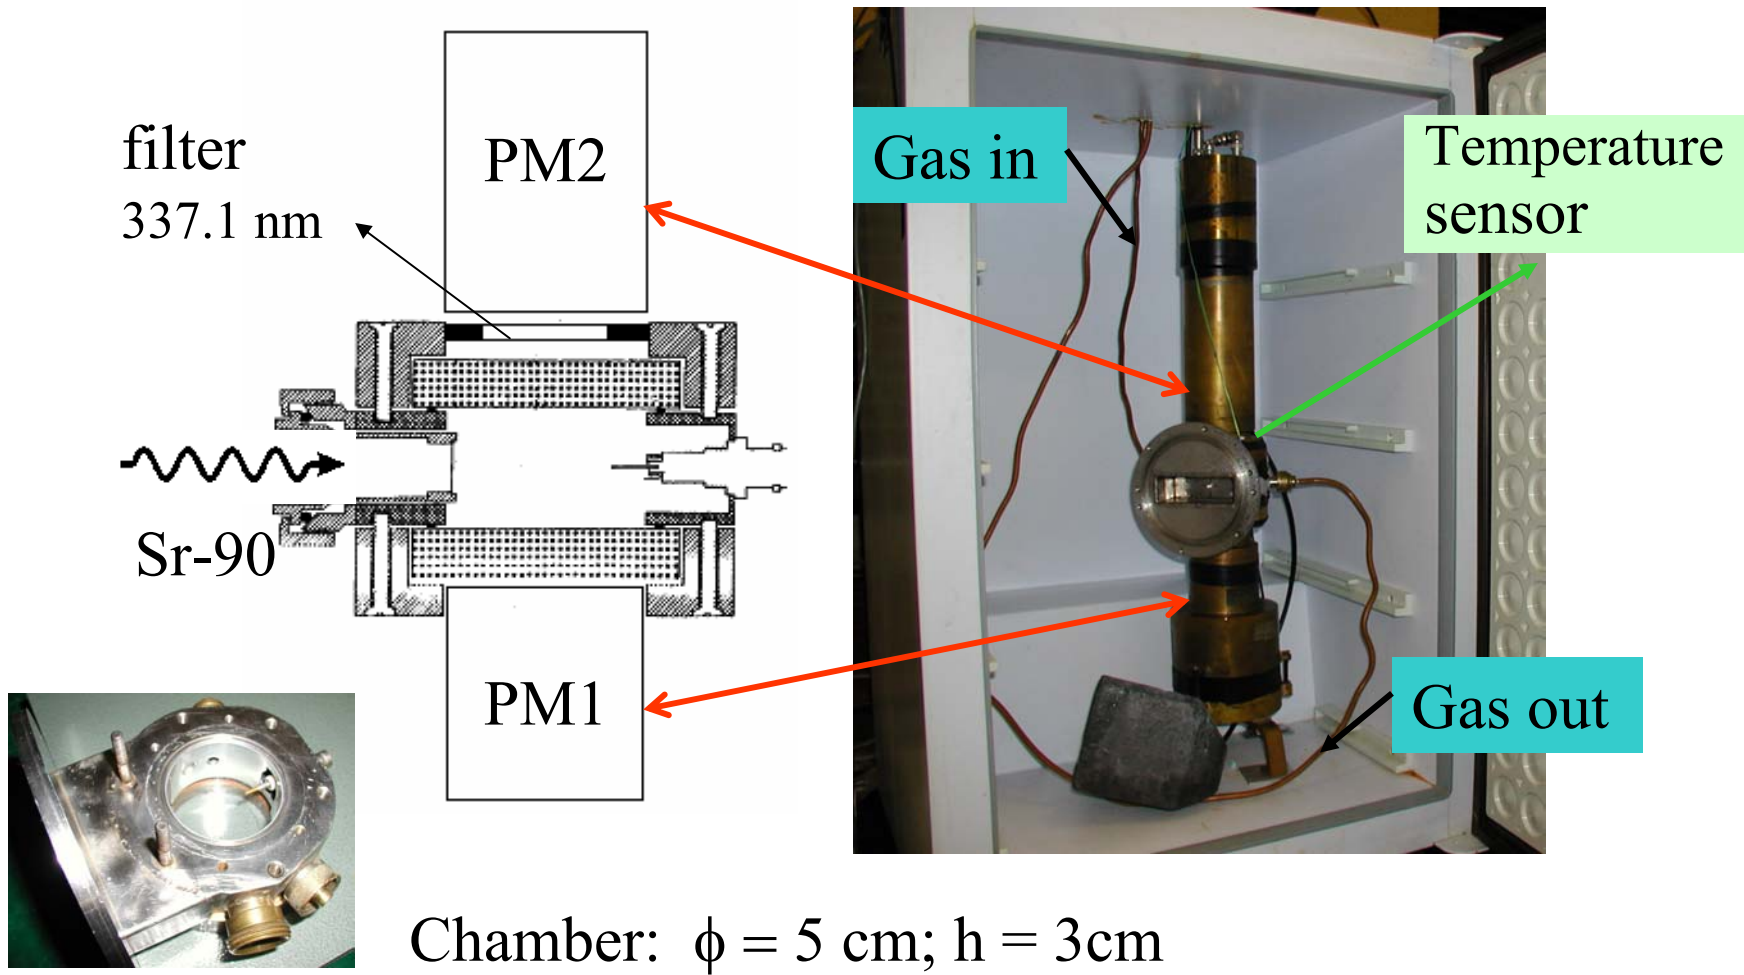 filter
337.1 nm
PM2
Gas in
Temperature
sensor
Sr-90
PM1
Gas out
Chamber: ϕ = 5 cm; h = 3cm